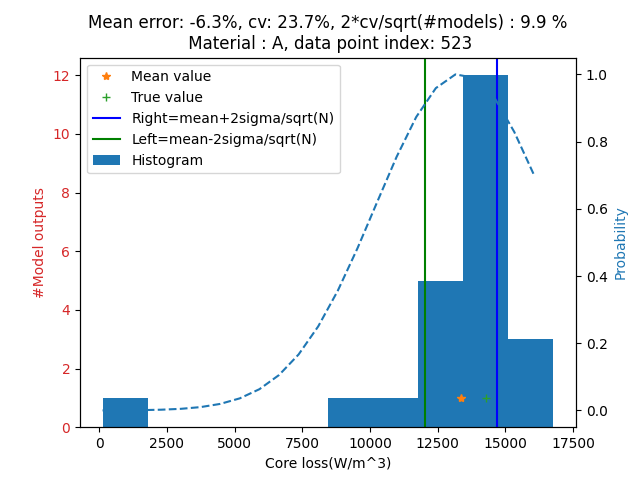 Mean error: -6.3%, cv: 23.7%, 2*cv/sqrt(#models) : 9.9 %
Material : A, data point index: 523
Mean value
True value
Right=mean+2sigma/sqrt(N)
Left=mean-2sigma/sqrt(N)
Histogram
#Model outputs
12
10
8
6
4
2
0
Probability
1.0
0.8
0.6
0.4
0.2
0.0
0 2500 5000 7500 10000 12500 15000 17500
Core loss(W/m^3)